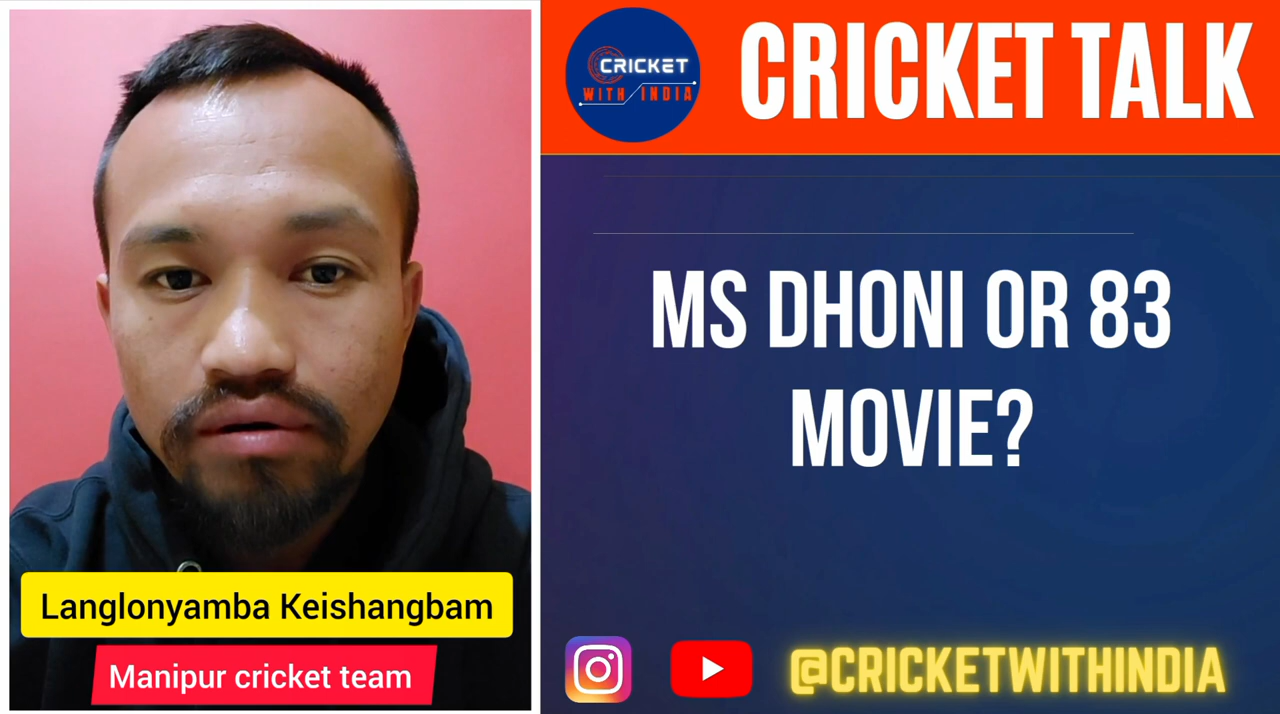 Langlonyamba Keishangbam
Manipur cricket team
CRICKET
WITH INDIA
CRICKET TALK
MS DHONI OR 83
MOVIE?
@CRICKETWITHINDIA